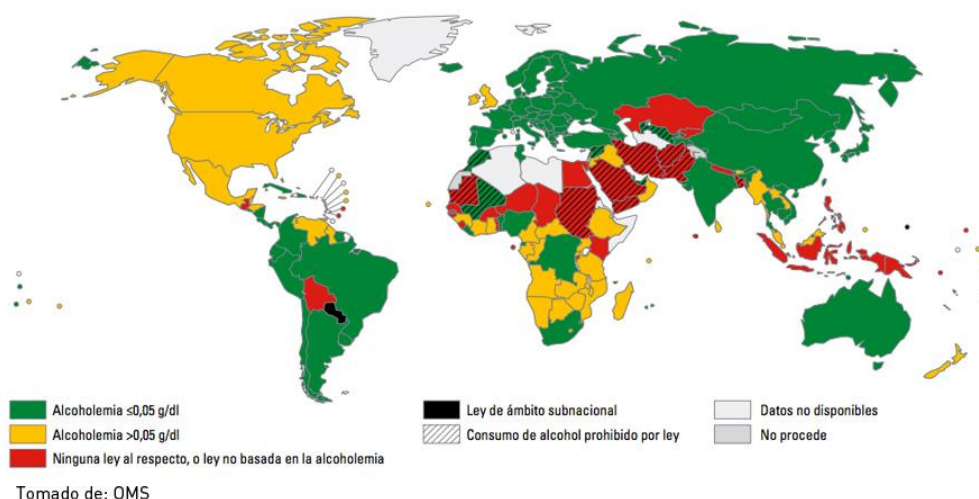 Alcoholemia ≤0,05 g/dl
Alcoholemia >0,05 g/dl
Ninguna ley al respecto, o ley no basada en la alcoholemia
Ley de ámbito subnacional
Consumo de alcohol prohibido por ley
Datos no disponibles
No procede
Tomado de: OMS